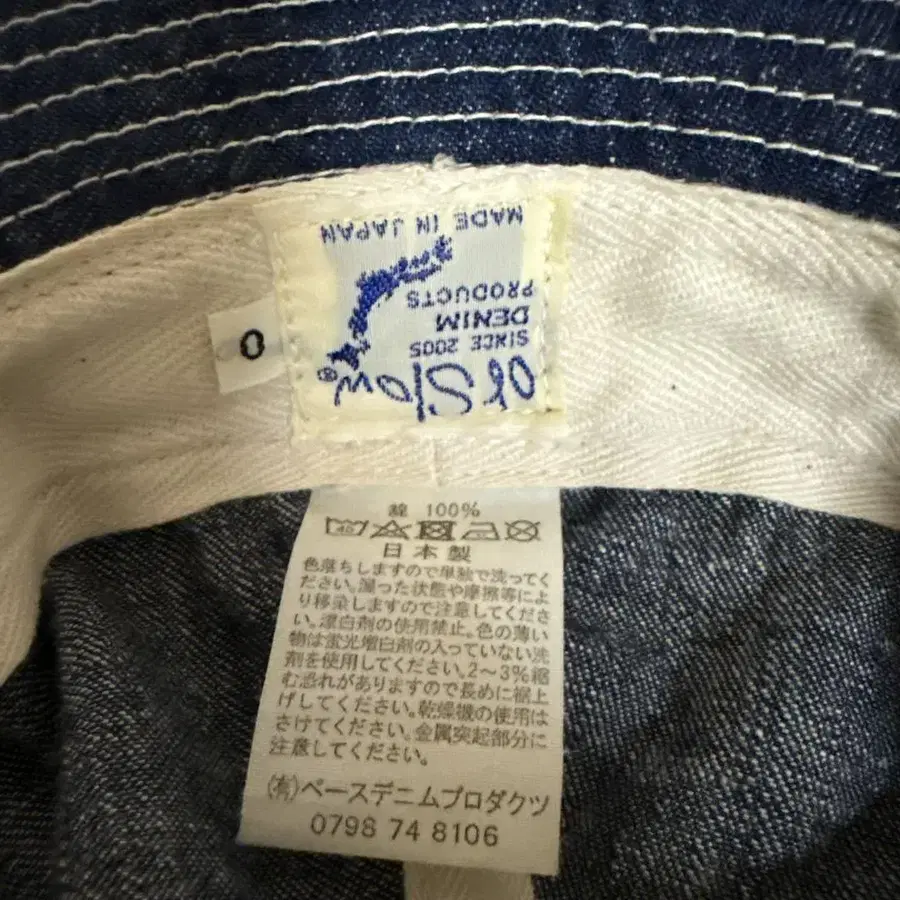 or Slow®
SINCE 2005
DENIM
PRODUCTS
MADE IN JAPAN
0
綿 100%
40
日本製
色落ちしますので単独で洗ってく
ださい。湿った状態や摩擦等によ
り移染しますので注意してくださ
い。漂白剤の使用禁止。色の薄い
物は蛍光増白剤の入っていない洗
剤を使用してください。2～3%縮
む恐れがありますので長めに裾上
げしてください。乾燥機の使用は
さけてください。金属突起部分に
注意してください。
㈲ベースデニムプロダクツ
0798 74 8106